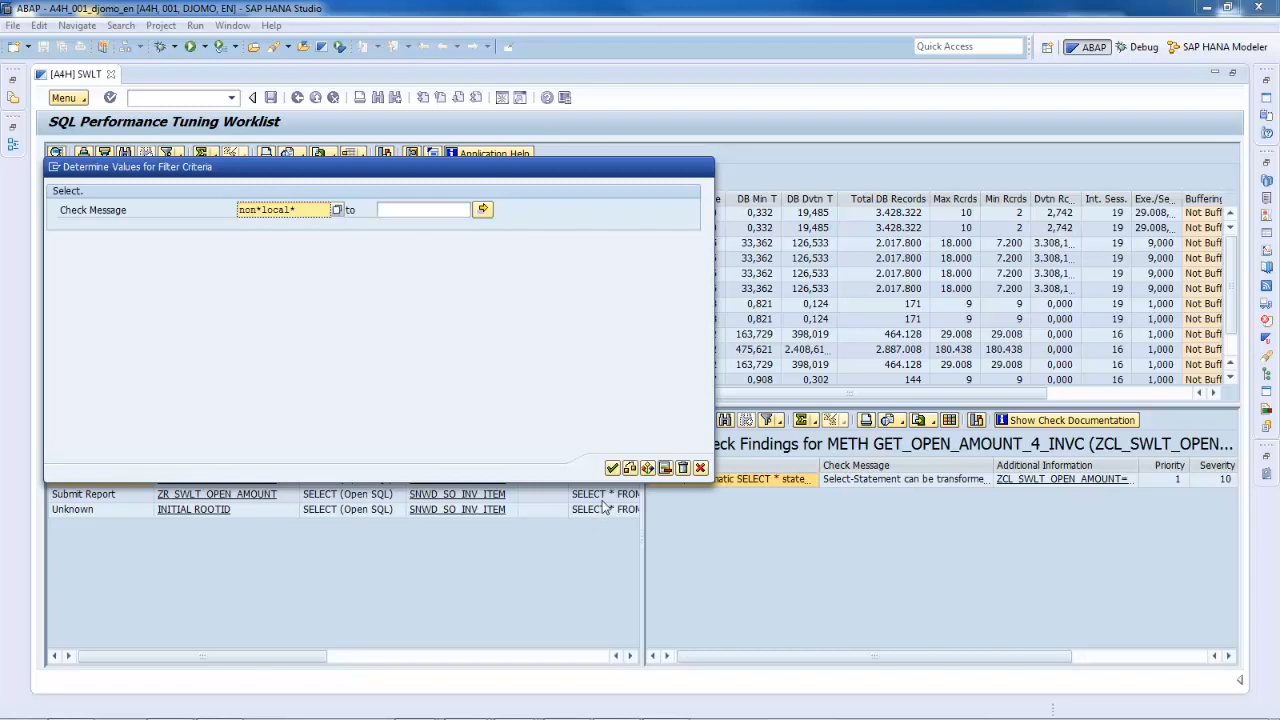 ABAP - A4H_001_djomo_en [A4H, 001, DJOMO, EN] - SAP HANA Studio
File Edit Navigate Search Project Run Window Help
Quick Access
ABAP Debug SAP HANA Modeler
[A4H] SWLT
Menu
SQL Performance Tuning Worklist
Application Help
Determine Values for Filter Criteria
Select.
Check Message non*local* to
DB Min T DB Dvtn T Total DB Records Max Rcrds Min Rcrds Dvtn Rc... Int. Sess. Exe./Se... Buffering
0,332 19,485 3.428.322 10 2 2,742 19 29.008,... Not Buff
0,332 19,485 3.428.322 10 2 2,742 19 29.008,... Not Buff
33,362 126,533 2.017.800 18.000 7.200 3.308,1... 19 9,000 Not Buff
33,362 126,533 2.017.800 18.000 7.200 3.308,1... 19 9,000 Not Buff
33,362 126,533 2.017.800 18.000 7.200 3.308,1... 19 9,000 Not Buff
33,362 126,533 2.017.800 18.000 7.200 3.308,1... 19 9,000 Not Buff
0,821 0,124 171 9 9 0,000 19 1,000 Not Buff
0,821 0,124 171 9 9 0,000 19 1,000 Not Buff
163,729 398,019 464.128 29.008 29.008 0,000 16 1,000 Not Buff
475,621 2.408,61... 2.887.008 180.438 180.438 0,000 16 1,000 Not Buff
163,729 398,019 464.128 29.008 29.008 0,000 16 1,000 Not Buff
0,908 0,302 144 9 9 0,000 16 1,000 Not Buff
Show Check Documentation
eck Findings for METH GET_OPEN_AMOUNT_4_INVC (ZCL_SWLT_OPEN...
Check Message Additional Information Priority Severity
matic SELECT * state... Select-Statement can be transforme... ZCL_SWLT_OPEN_AMOUNT=... 1 10
Submit Report ZR_SWLT_OPEN_AMOUNT SELECT (Open SQL) SNWD_SO_INV_ITEM SELECT * FROM
Unknown INITIAL ROOTID SELECT (Open SQL) SNWD_SO_INV_ITEM SELECT * FROM